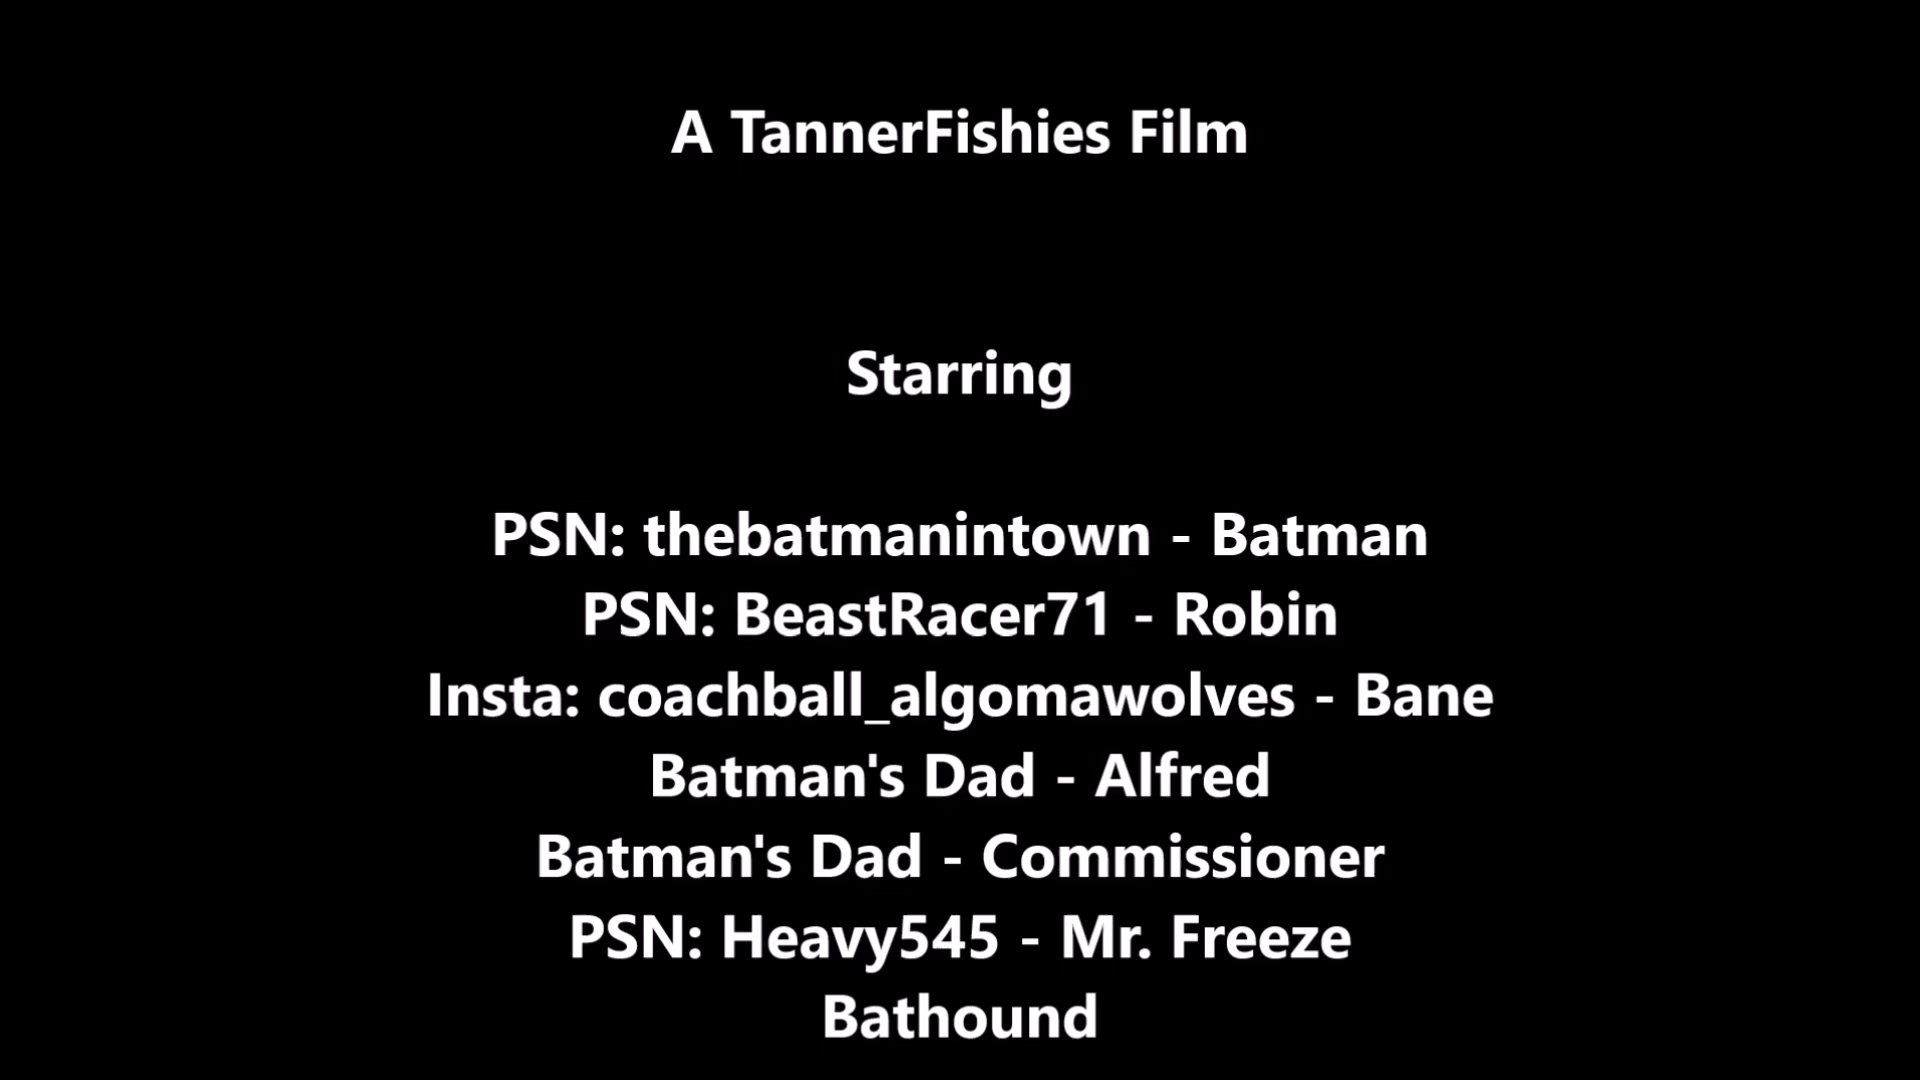 A TannerFishies Film
Starring
PSN: thebatmanintown - Batman
PSN: BeastRacer71 - Robin
Insta: coachball_algomawolves - Bane
Batman's Dad - Alfred
Batman's Dad - Commissioner
PSN: Heavy545 - Mr. Freeze
Bathound